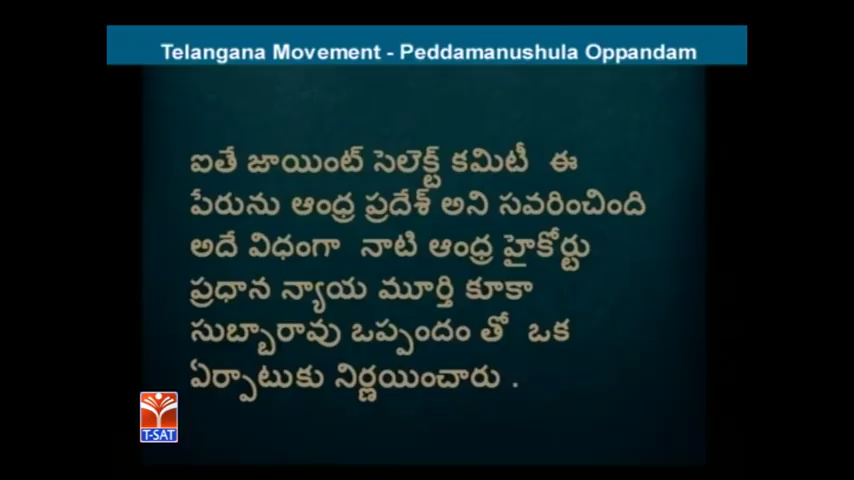 Telangana Movement - Peddamanushula Oppandam
ఐతే జాయింట్ సెలెక్ట్ కమిటీ ఈ
పేరును ఆంధ్ర ప్రదేశ్ అని సవరించింది
అదే విధంగా నాటి ఆంధ్ర హైకోర్టు
ప్రధాన న్యాయ మూర్తి కూకా
సుబ్బారావు ఒప్పందం తో ఒక
ఏర్పాటుకు నిర్ణయించారు .
T-SAT